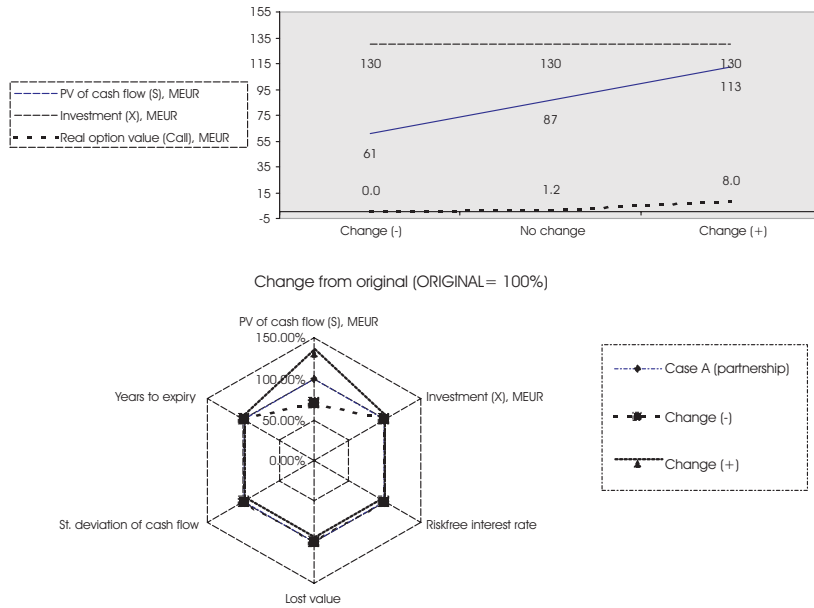 155
135
115
95
75
55
35
15
-5
130
130
130
113
87
61
0.0
1.2
8.0
Change (-)
No change
Change (+)
PV of cash flow (S), MEUR
Investment (X), MEUR
Real option value (Call), MEUR
Change from original (ORIGINAL= 100%)
PV of cash flow (S), MEUR
150.00%
100.00%
50.00%
0.00%
Years to expiry
Investment (X), MEUR
St. deviation of cash flow
Riskfree interest rate
Lost value
Case A (partnership)
Change (-)
Change (+)